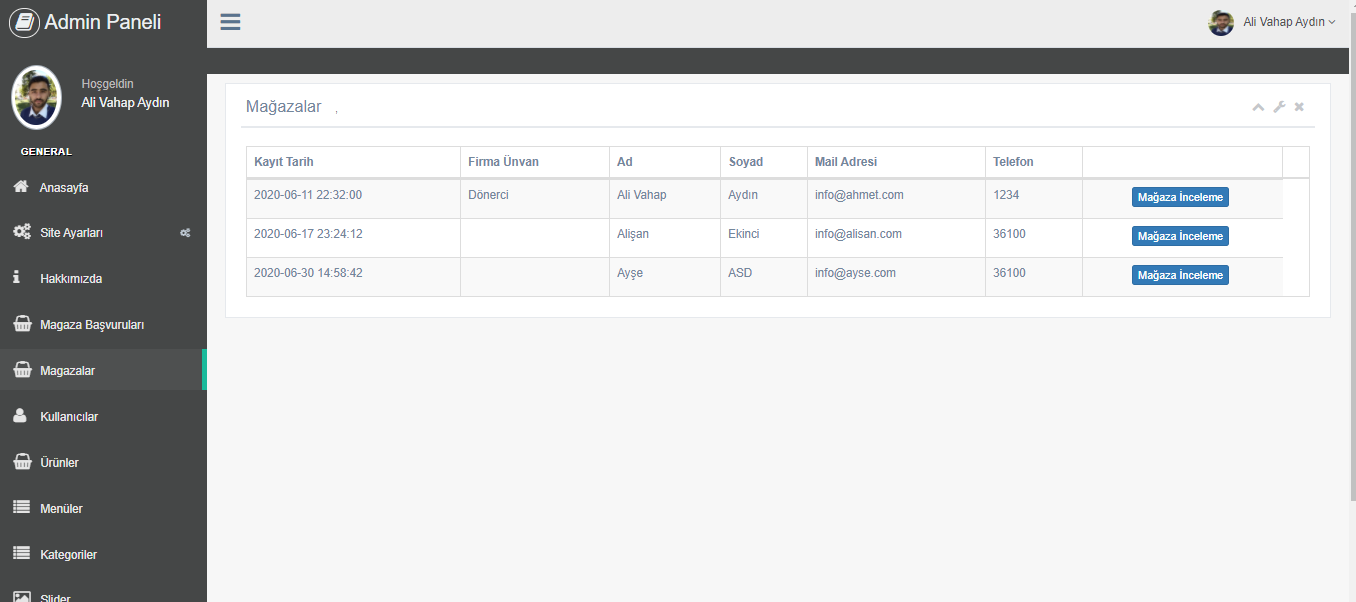 Admin Paneli
Ali Vahap Aydın
Hoşgeldin
Ali Vahap Aydın
GENERAL
Anasayfa
Site Ayarları
Hakkımızda
Magaza Başvuruları
Magazalar
Kullanıcılar
Ürünler
Menüler
Kategoriler
Slider
Mağazalar ,
Kayıt Tarih Firma Ünvan Ad Soyad Mail Adresi Telefon
2020-06-11 22:32:00 Dönerci Ali Vahap Aydın info@ahmet.com 1234 Mağaza İnceleme
2020-06-17 23:24:12 Alişan Ekinci info@alisan.com 36100 Mağaza İnceleme
2020-06-30 14:58:42 Ayşe ASD info@ayse.com 36100 Mağaza İnceleme